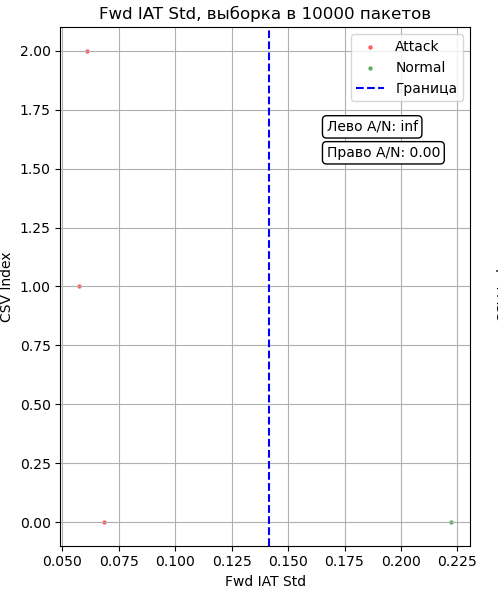 Fwd IAT Std, выборка в 10000 пакетов
Attack
Normal
Граница
Лево A/N: inf
Право A/N: 0.00
2.00
1.75
1.50
1.25
1.00
0.75
0.50
0.25
0.00
CSV Index
0.050 0.075 0.100 0.125 0.150 0.175 0.200 0.225
Fwd IAT Std